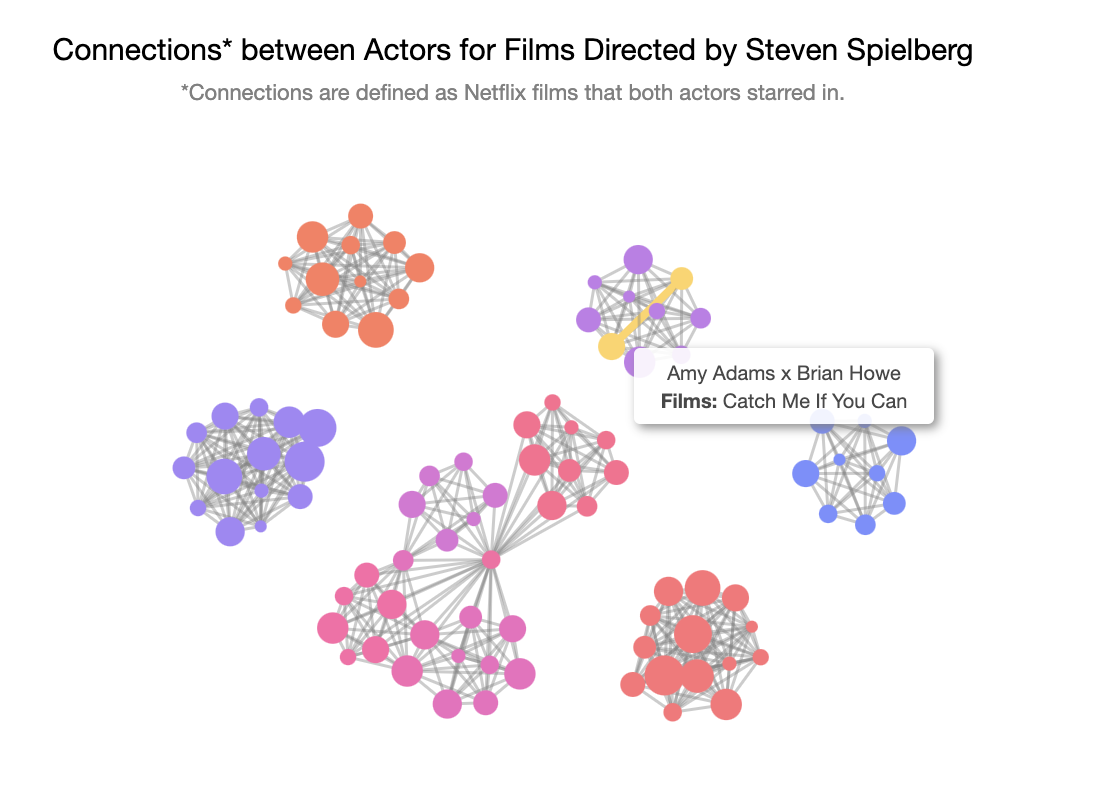 Connections* between Actors for Films Directed by Steven Spielberg
*Connections are defined as Netflix films that both actors starred in.
Amy Adams x Brian Howe
Films: Catch Me If You Can